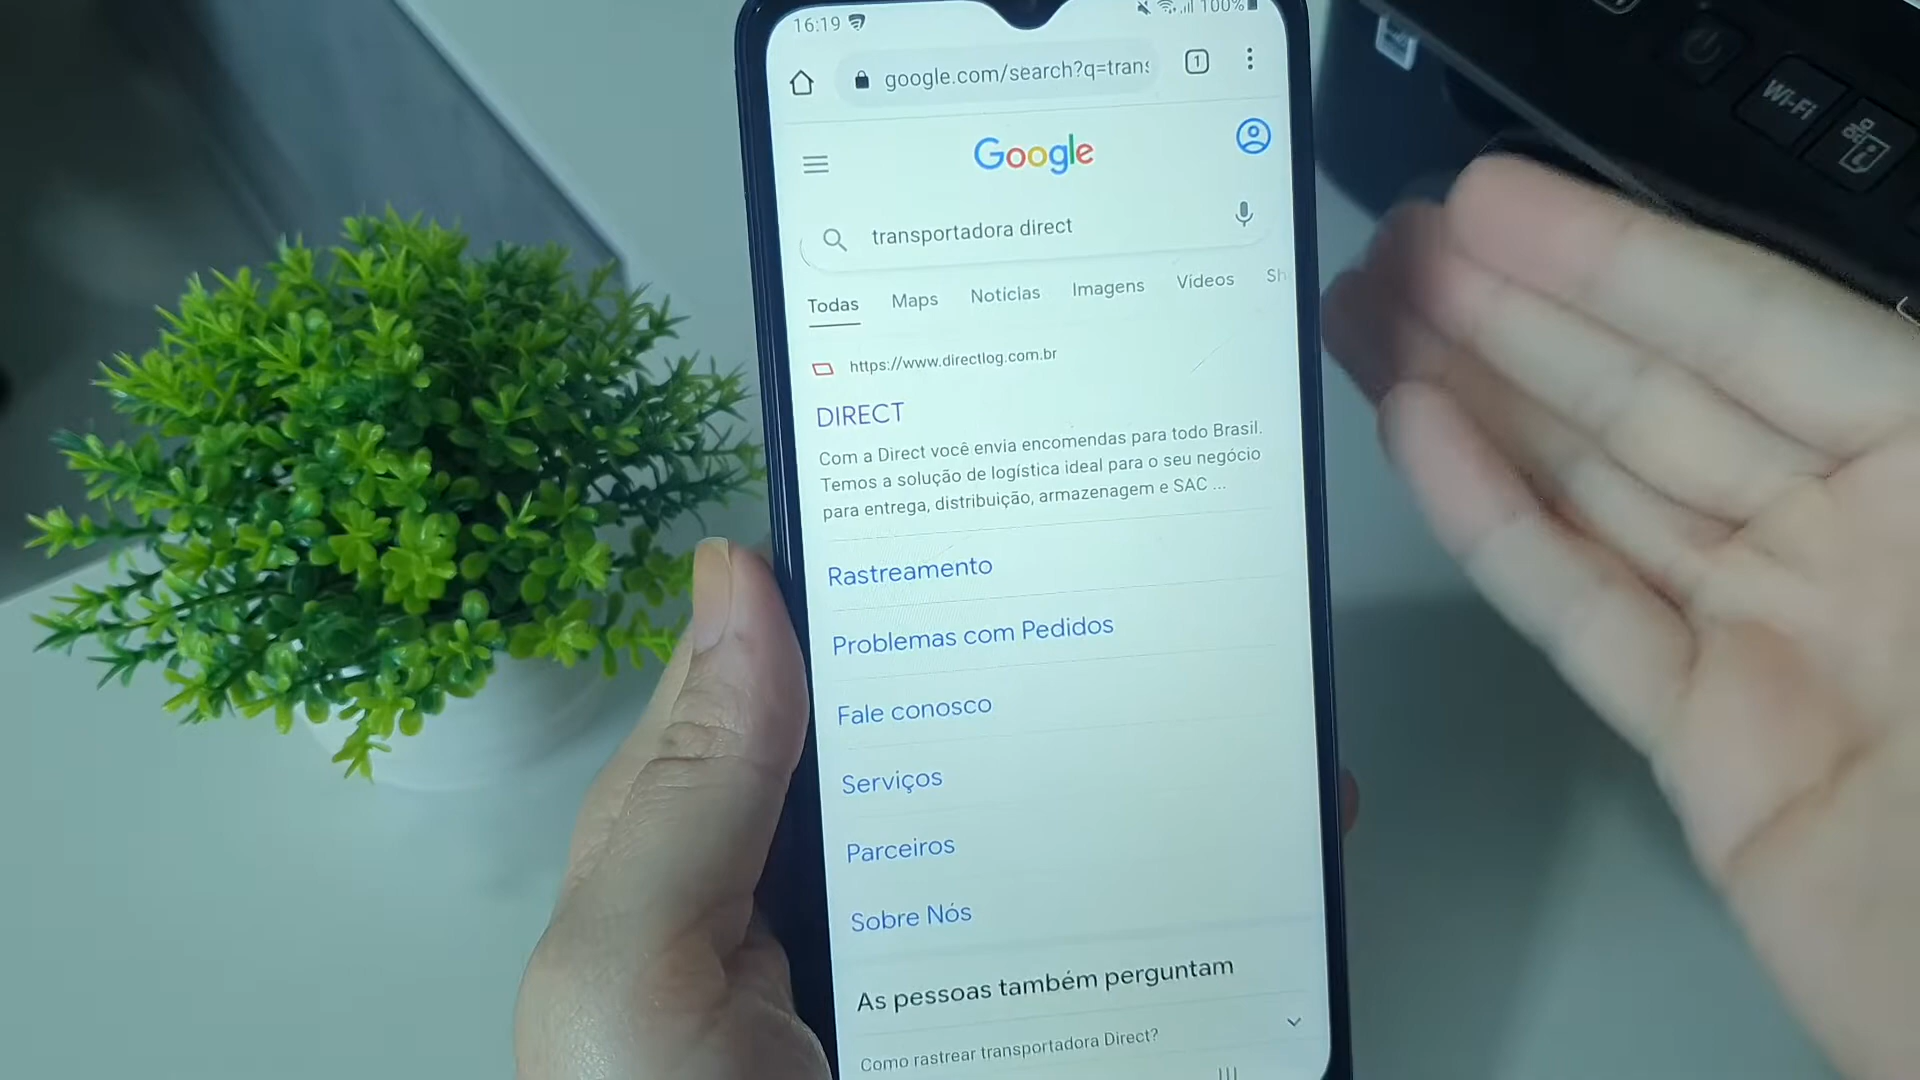 16:19
100%
google.com/search?q=trans
1
Google
transportadora direct
Todas Maps Notícias Imagens Vídeos Sh
https://www.directlog.com.br
DIRECT
Com a Direct você envia encomendas para todo Brasil.
Temos a solução de logística ideal para o seu negócio
para entrega, distribuição, armazenagem e SAC ...
Rastreamento
Problemas com Pedidos
Fale conosco
Serviços
Parceiros
Sobre Nós
As pessoas também perguntam
Como rastrear transportadora Direct?
Wi-Fi